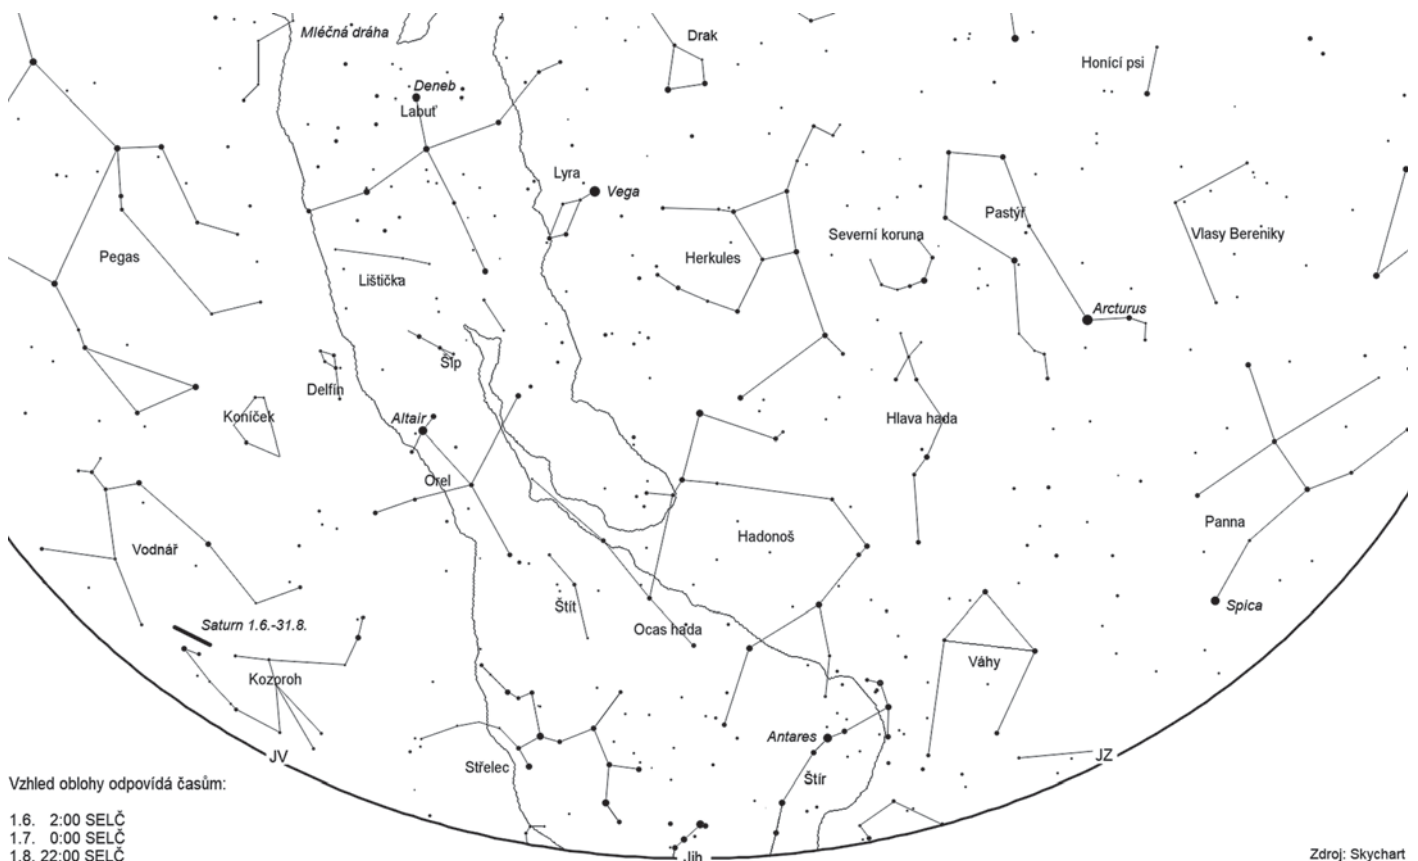 Mléčná dráha
Drak
Honící psi
Deneb
Labuť
Lyra
Vega
Pastýř
Severní koruna
Vlasy Bereniky
Pegas
Herkules
Lištička
Arcturus
Šíp
Delfín
Koníček
Altair
Hlava hada
Orel
Panna
Hadonoš
Vodnář
Štít
Spica
Saturn 1.6.-31.8.
Ocas hada
Váhy
Kozoroh
Antares
JV
JZ
Střelec
Štír
Vzhled oblohy odpovídá časům:
1.6. 2:00 SELČ
1.7. 0:00 SELČ
1.8. 22:00 SELČ
Jih
Zdroj: Skychart